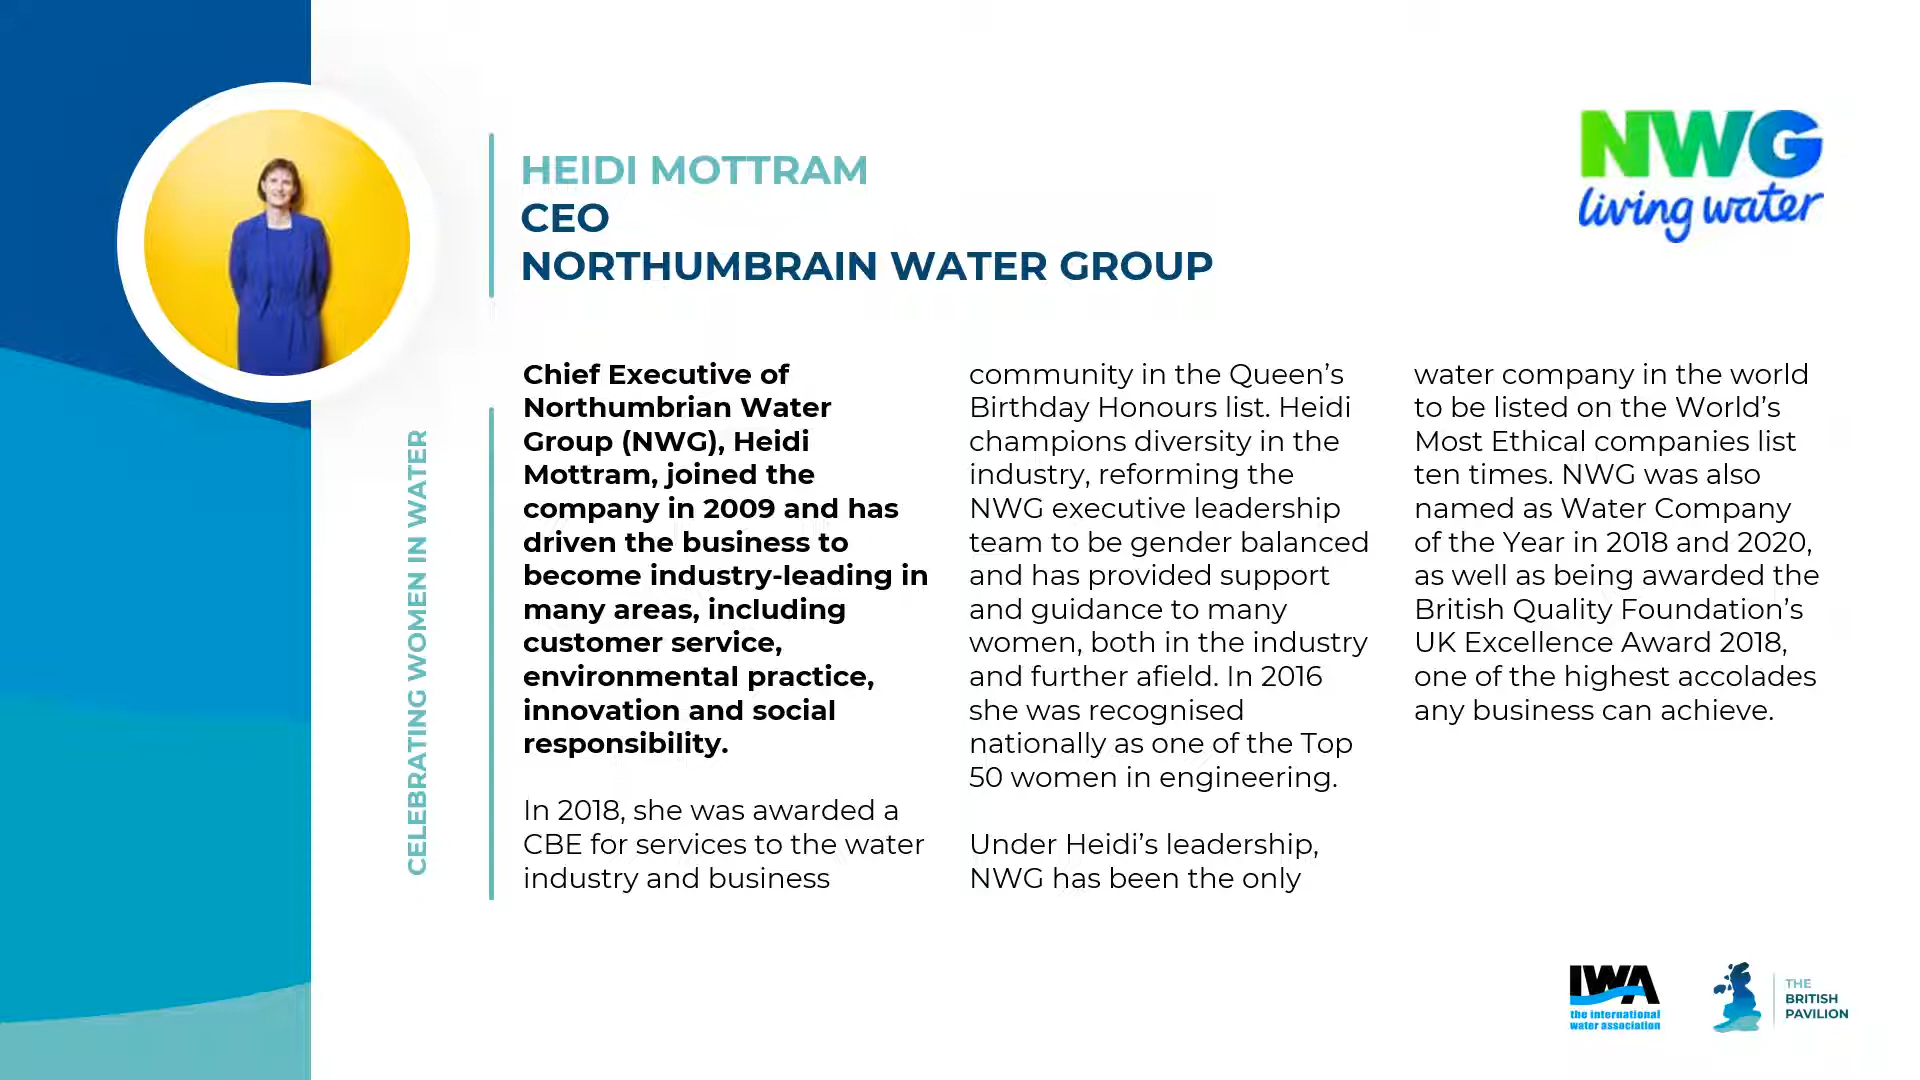 HEIDI MOTTRAM
CEO
NORTHUMBRAIN WATER GROUP
NWG
living water
CELEBRATING WOMEN IN WATER
Chief Executive of
Northumbrian Water
Group (NWG), Heidi
Mottram, joined the
company in 2009 and has
driven the business to
become industry-leading in
many areas, including
customer service,
environmental practice,
innovation and social
responsibility.
In 2018, she was awarded a
CBE for services to the water
industry and business
community in the Queen’s
Birthday Honours list. Heidi
champions diversity in the
industry, reforming the
NWG executive leadership
team to be gender balanced
and has provided support
and guidance to many
women, both in the industry
and further afield. In 2016
she was recognised
nationally as one of the Top
50 women in engineering.
Under Heidi’s leadership,
NWG has been the only
water company in the world
to be listed on the World’s
Most Ethical companies list
ten times. NWG was also
named as Water Company
of the Year in 2018 and 2020,
as well as being awarded the
British Quality Foundation’s
UK Excellence Award 2018,
one of the highest accolades
any business can achieve.
IWA
the international
water association
THE
BRITISH
PAVILION